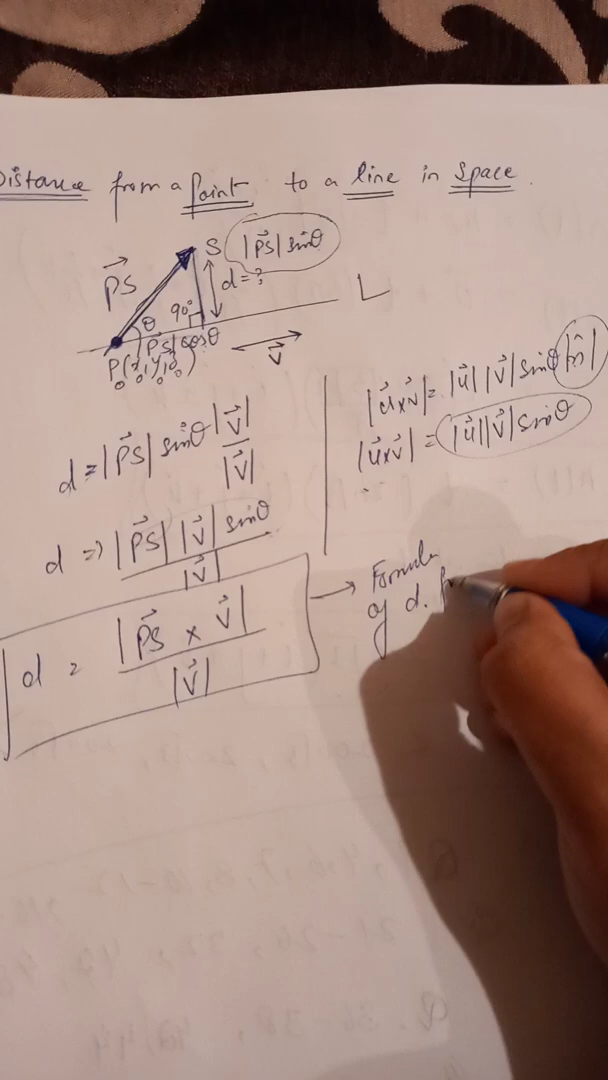 Distance from a Point to a line in Space.
S |PS⃗| sinθ
PS⃗
d = ?
90°
L
θ
|PS⃗| cosθ
P(x₀, y₀, z₀)
v⃗
d = |PS⃗| sinθ |v⃗| / |v⃗|
d => |PS⃗| |v⃗| sinθ / |v⃗|
d = |PS⃗ × v⃗| / |v⃗|
|u⃗×v⃗| = |u⃗| |v⃗| sinθ |n̂|
|u⃗×v⃗| = |u⃗||v⃗| sinθ
→ Formula
of d.